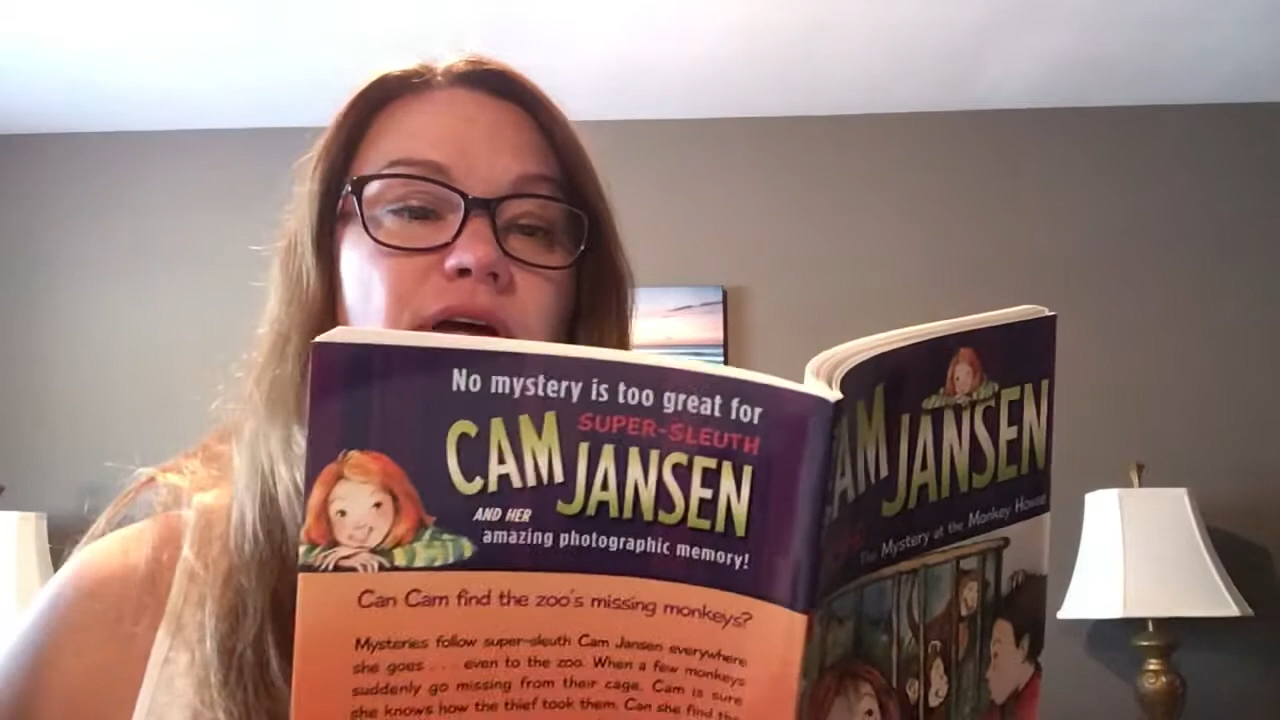 No mystery is too great for
SUPER-SLEUTH
CAM JANSEN
AND HER
amazing photographic memory!
Can Cam find the zoo's missing monkeys?
Mysteries follow super-sleuth Cam Jansen everywhere
she goes . . . even to the zoo. When a few monkeys
suddenly go missing from their cage, Cam is sure
she knows how the thief took them. Can she find the
AM JANSEN
The Mystery at the Monkey House